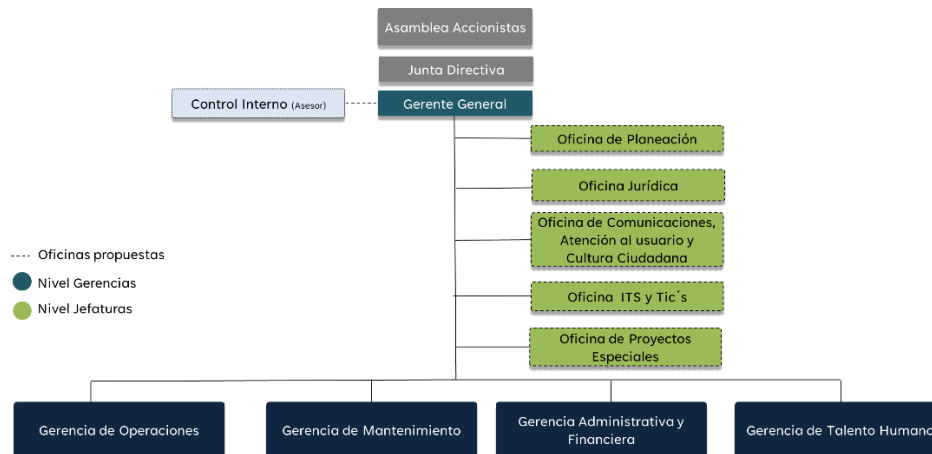 Asamblea Accionistas
Junta Directiva
Control Interno (Asesor)
Gerente General
Oficina de Planeación
Oficina Jurídica
Oficina de Comunicaciones,
Atención al usuario y
Cultura Ciudadana
Oficina ITS y Tic´s
Oficina de Proyectos
Especiales
Oficinas propuestas
Nivel Gerencias
Nivel Jefaturas
Gerencia de Operaciones
Gerencia de Mantenimiento
Gerencia Administrativa y
Financiera
Gerencia de Talento Humano